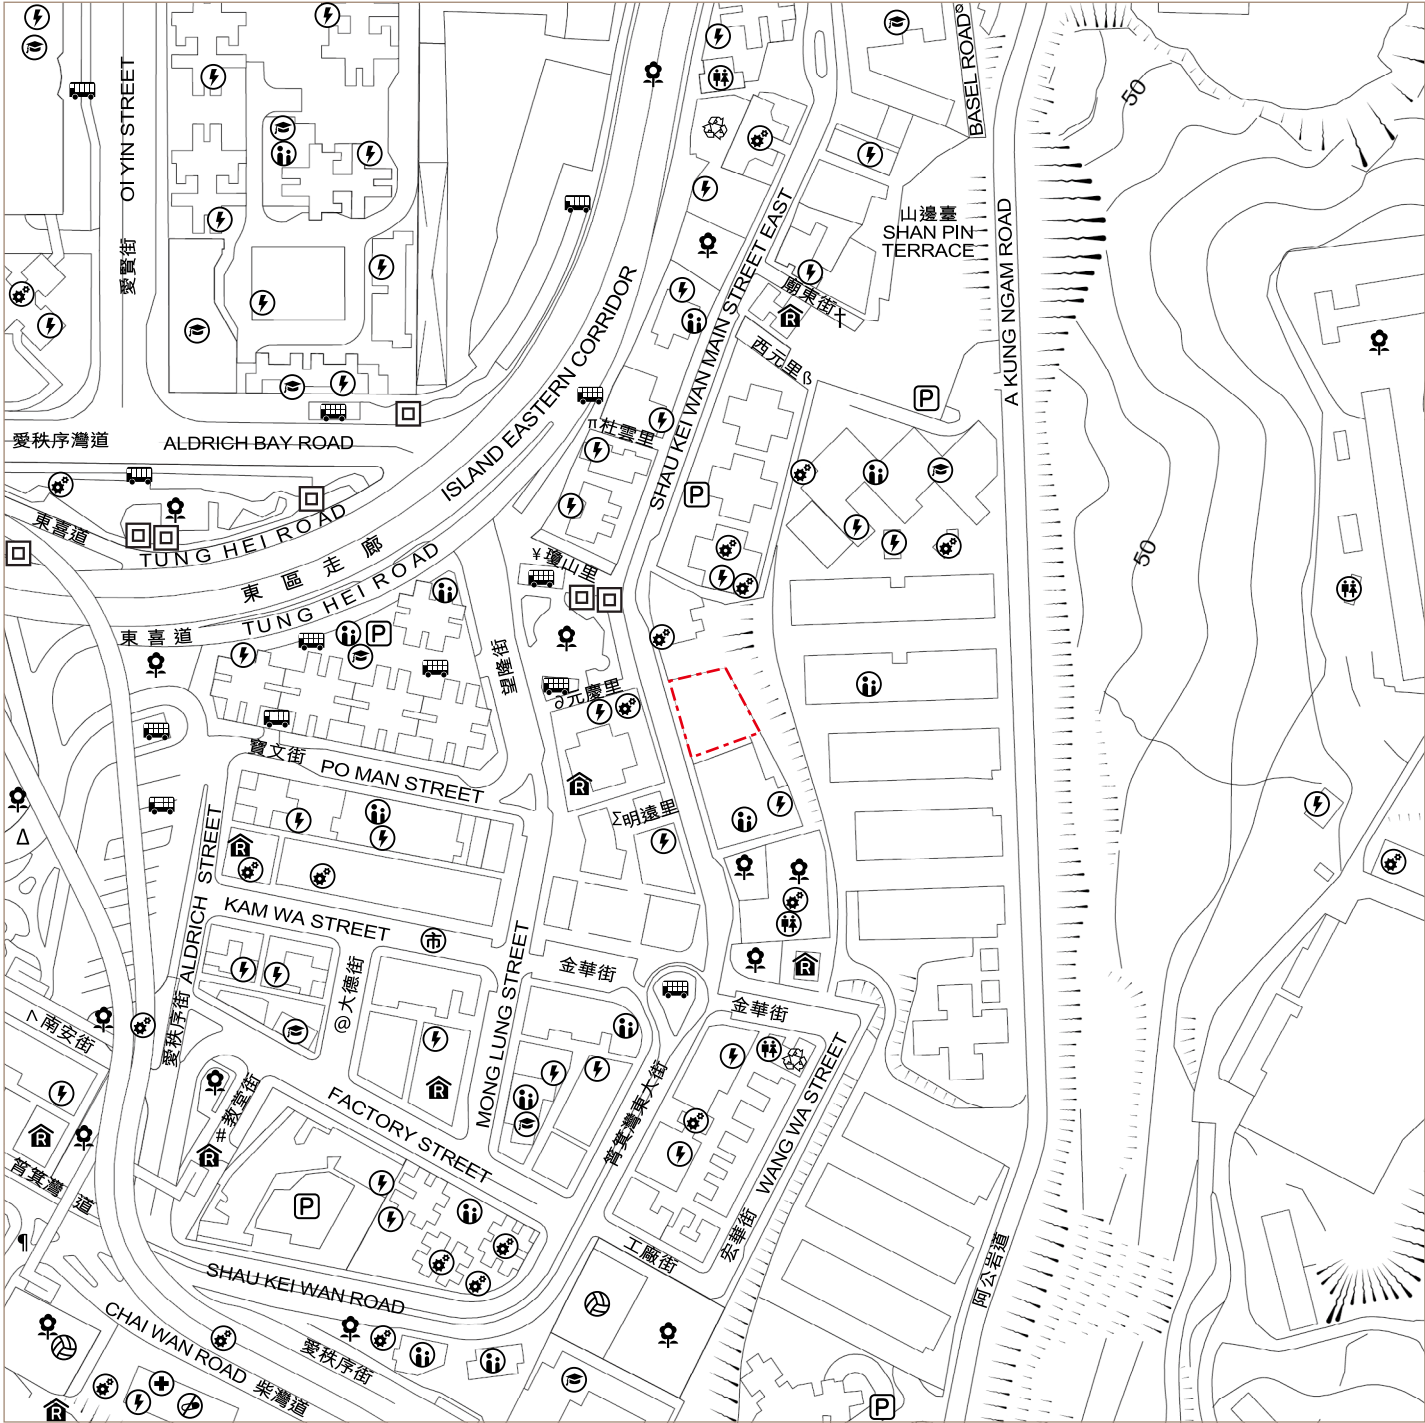 OI YIN STREET
愛賢街
BASEL ROAD
山邊臺
SHAN PIN
TERRACE
A KUNG NGAM ROAD
50
50
廟東街†
西元里ß
SHAU KEI WAN MAIN STREET EAST
ISLAND EASTERN CORRIDOR
愛秩序灣道
ALDRICH BAY ROAD
π杜雲里
P
P
東喜道
TUNG HEI ROAD
東區走廊
TUNG HEI ROAD
東喜道
¥瓊山里
P
望隆街
∂元慶里
寶文街
PO MAN STREET
R
Σ明遠里
Δ
R
KAM WA STREET
市
ALDRICH STREET
愛秩序街
@大德街
MONG LUNG STREET
金華街
R
金華街
南安街
R
R
#教堂街
R
FACTORY STREET
筲箕灣東大街
WANG WA STREET
宏華街
筲箕灣道
¶
P
工廠街
阿公岩道
SHAU KEI WAN ROAD
CHAI WAN ROAD
柴灣道
愛秩序街
R
P